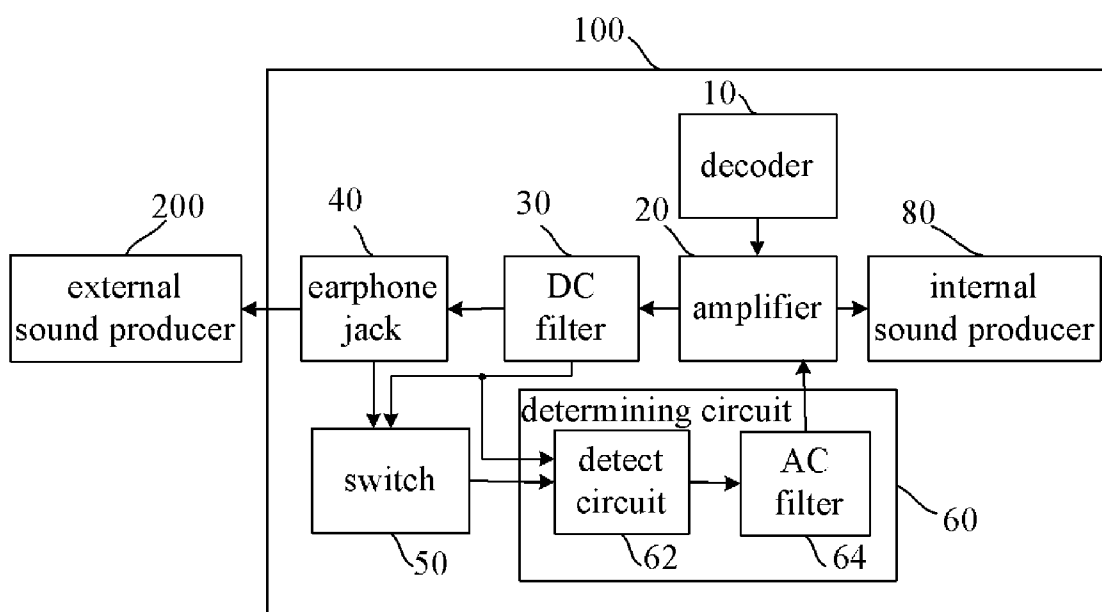 100
10
decoder
200
40
30
20
80
external
sound producer
earphone
jack
DC
filter
amplifier
internal
sound producer
determining circuit
switch
detect
circuit
AC
filter
60
50
62
64